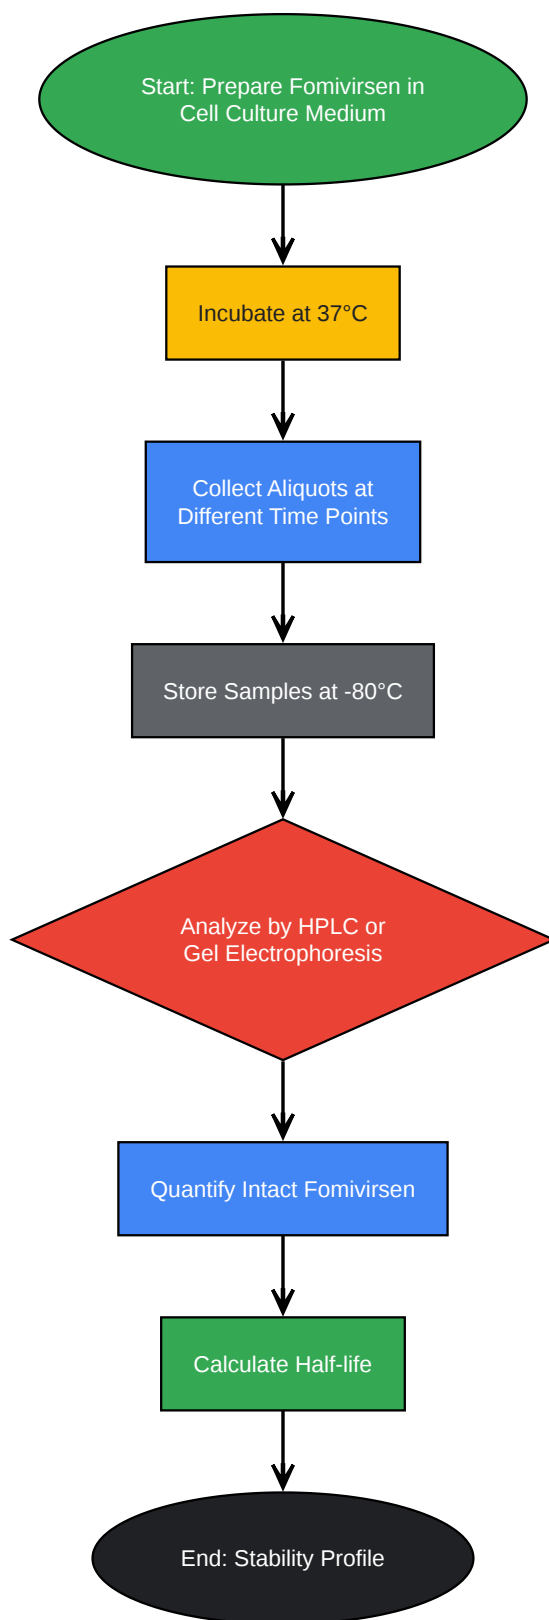 Start: Prepare Fomivirsen in
Cell Culture Medium
Incubate at 37°C
Collect Aliquots at
Different Time Points
Store Samples at -80°C
Analyze by HPLC or
Gel Electrophoresis
Quantify Intact Fomivirsen
Calculate Half-life
End: Stability Profile